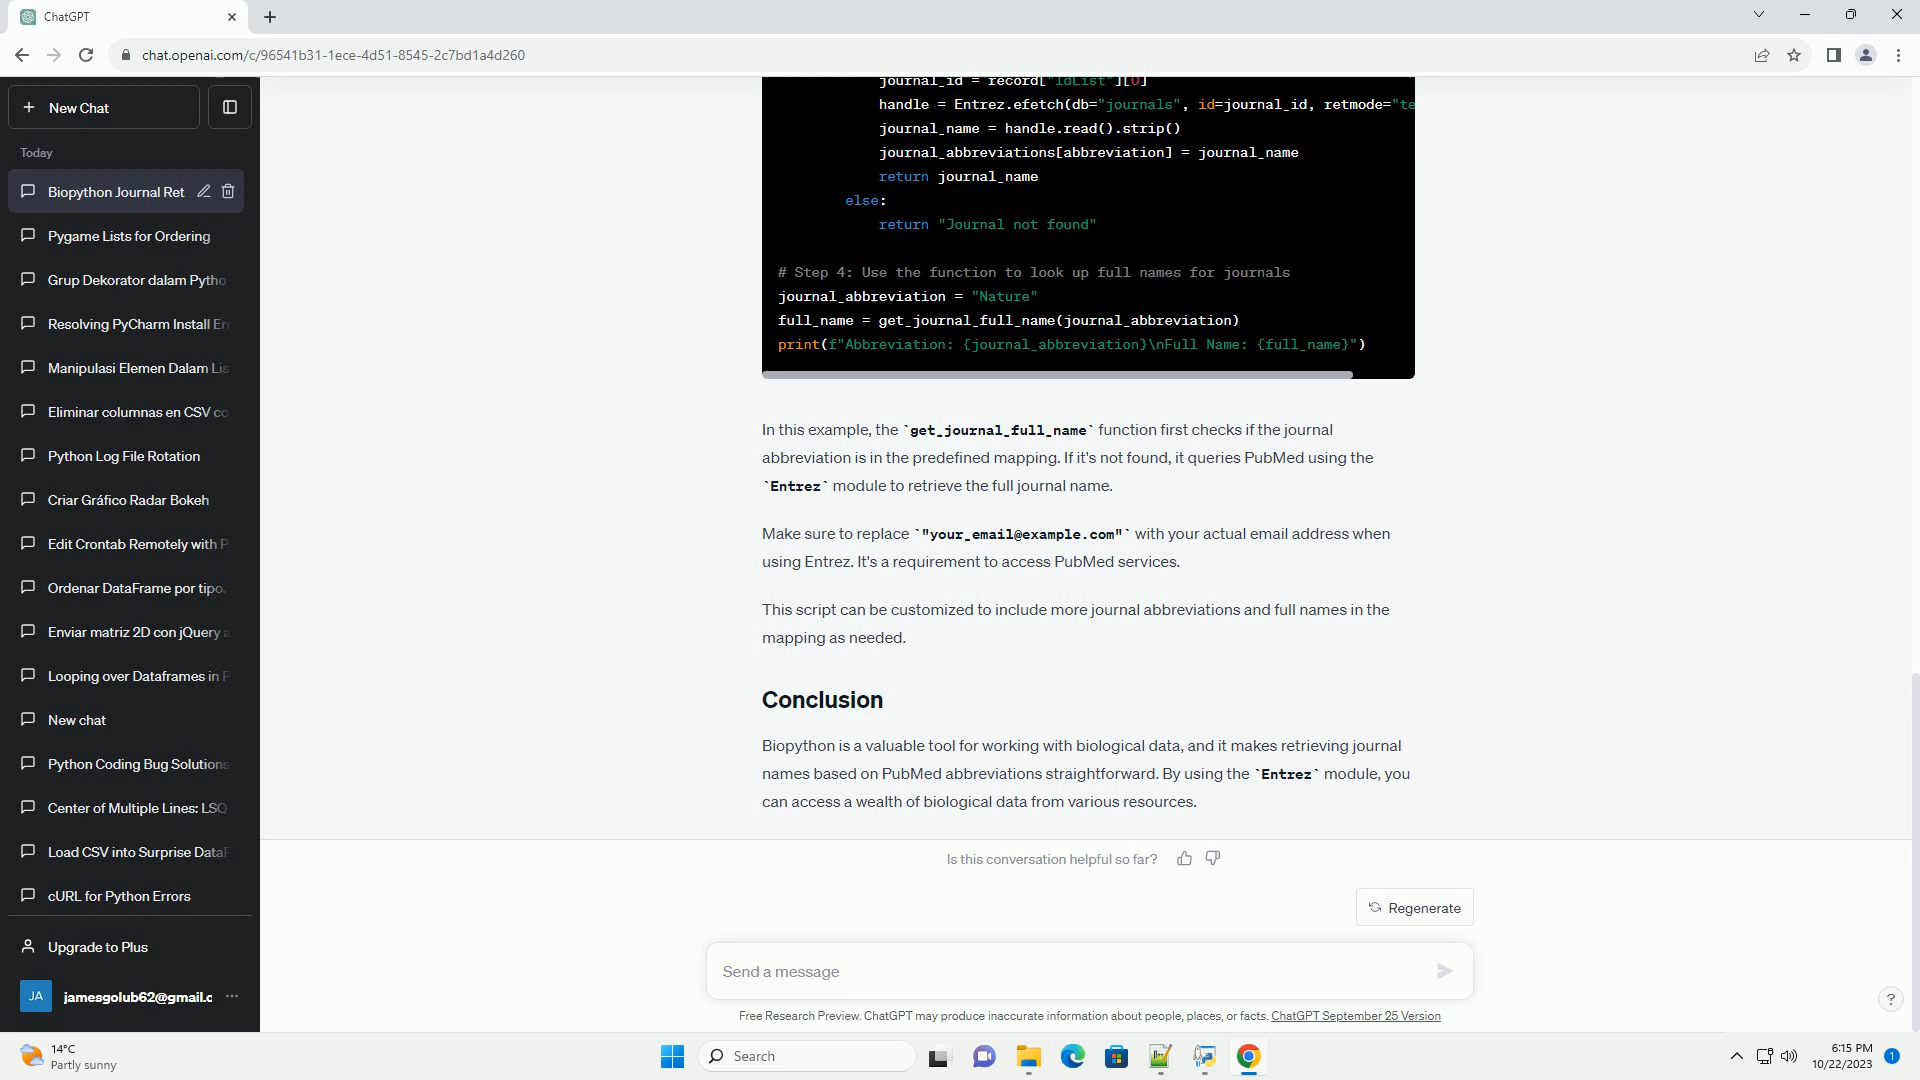 ChatGPT
chat.openai.com/c/96541b31-1ece-4d51-8545-2c7bd1a4d260
New Chat
Today
Biopython Journal Ret
Pygame Lists for Ordering
Grup Dekorator dalam Pytho
Resolving PyCharm Install Err
Manipulasi Elemen Dalam Lis
Eliminar columnas en CSV co
Python Log File Rotation
Criar Gráfico Radar Bokeh
Edit Crontab Remotely with P
Ordenar DataFrame por tipo.
Enviar matriz 2D con jQuery a
Looping over Dataframes in P
New chat
Python Coding Bug Solutions
Center of Multiple Lines: LSQ
Load CSV into Surprise DataF
cURL for Python Errors
Upgrade to Plus
JA jamesgolub62@gmail.c
journal_id = record["IdList"][0]
handle = Entrez.efetch(db="journals", id=journal_id, retmode="te
journal_name = handle.read().strip()
journal_abbreviations[abbreviation] = journal_name
return journal_name
else:
return "Journal not found"
# Step 4: Use the function to look up full names for journals
journal_abbreviation = "Nature"
full_name = get_journal_full_name(journal_abbreviation)
print(f"Abbreviation: {journal_abbreviation}\nFull Name: {full_name}")
In this example, the `get_journal_full_name` function first checks if the journal
abbreviation is in the predefined mapping. If it's not found, it queries PubMed using the
`Entrez` module to retrieve the full journal name.
Make sure to replace `"your_email@example.com"` with your actual email address when
using Entrez. It's a requirement to access PubMed services.
This script can be customized to include more journal abbreviations and full names in the
mapping as needed.
Conclusion
Biopython is a valuable tool for working with biological data, and it makes retrieving journal
names based on PubMed abbreviations straightforward. By using the `Entrez` module, you
can access a wealth of biological data from various resources.
Is this conversation helpful so far?
Regenerate
Send a message
Free Research Preview. ChatGPT may produce inaccurate information about people, places, or facts. ChatGPT September 25 Version
?
14°C
Partly sunny
Search
6:15 PM
10/22/2023
1